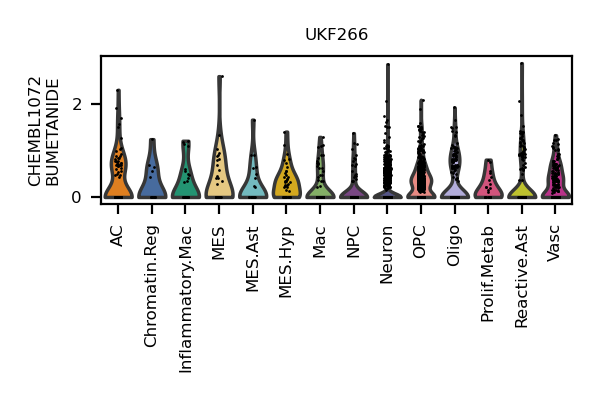 UKF266
CHEMBL1072
BUMETANIDE
2
0
AC
Chromatin.Reg
Inflammatory.Mac
MES
MES.Ast
MES.Hyp
Mac
NPC
Neuron
OPC
Oligo
Prolif.Metab
Reactive.Ast
Vasc